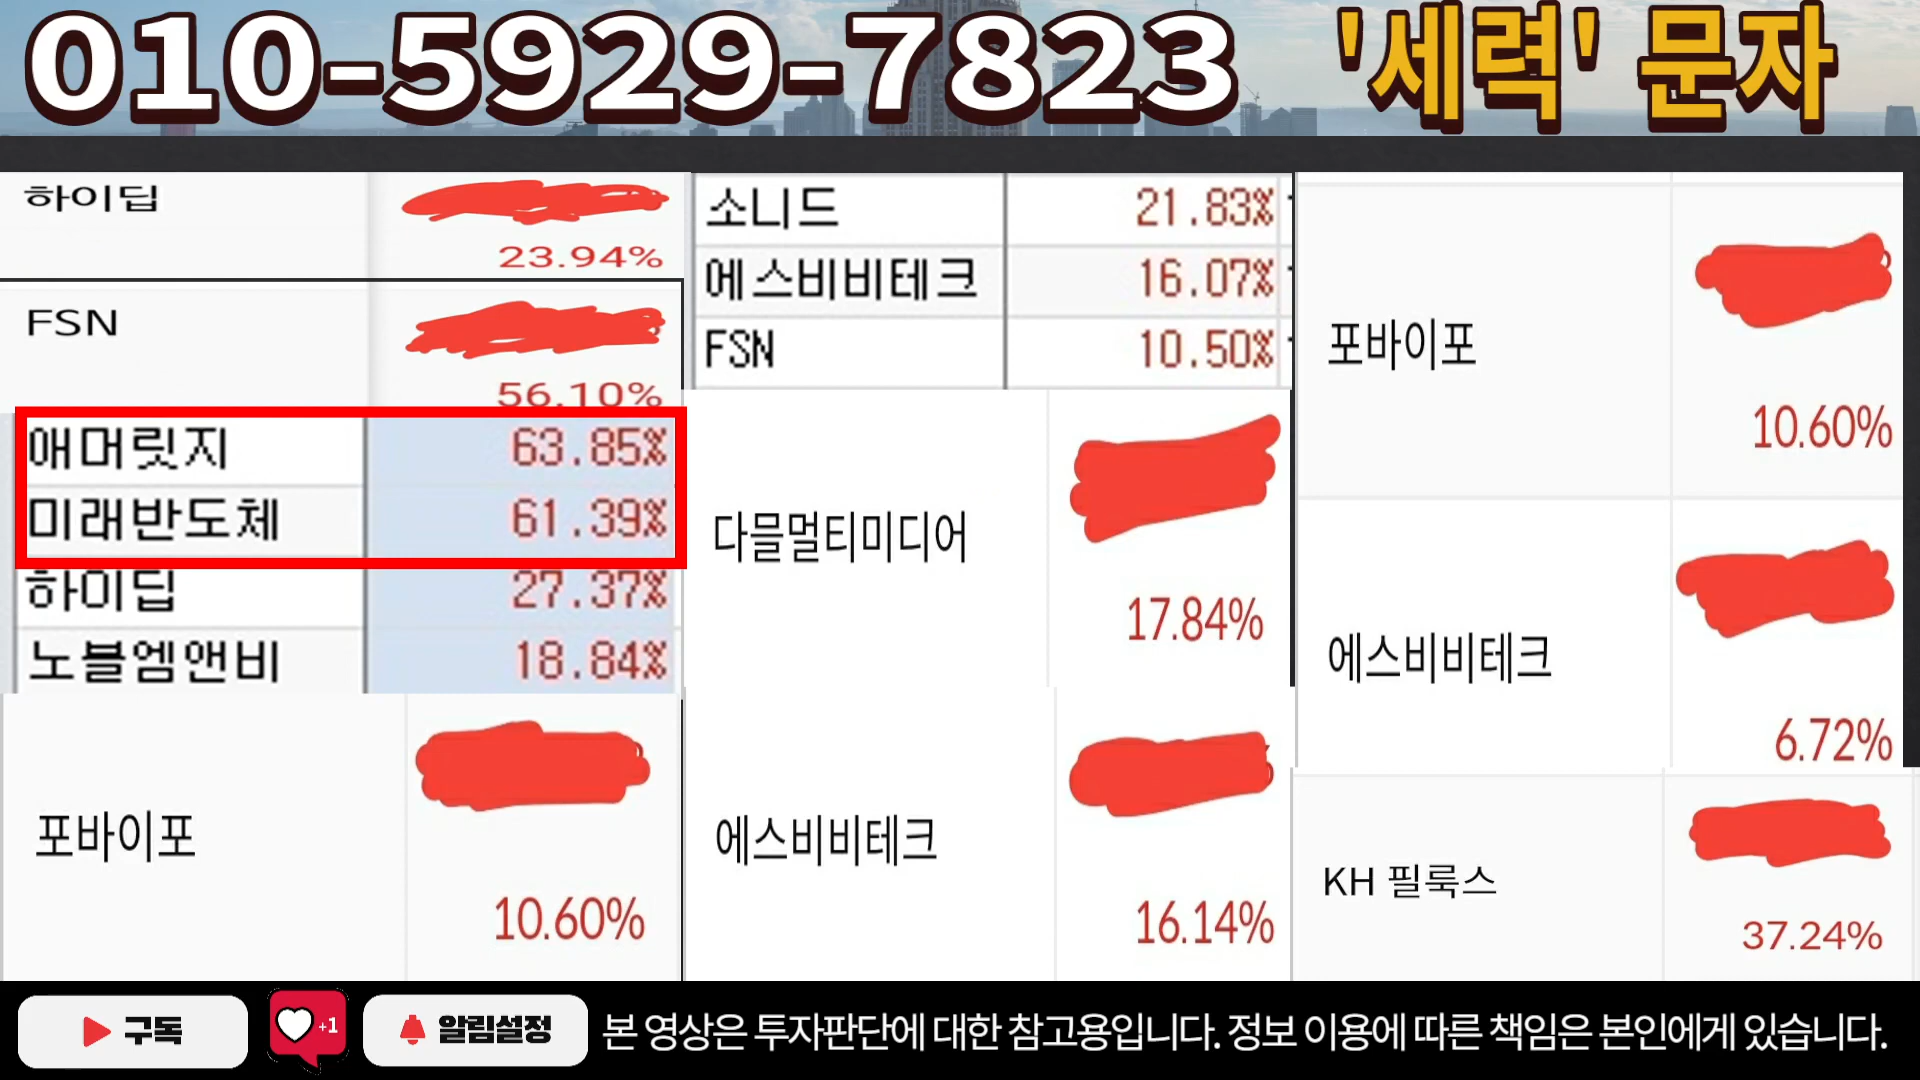 010-5929-7823 '세력' 문자
하이딥
23.94%
FSN
56.10%
애머릿지
63.85%
미래반도체
61.39%
하이딥
27.37%
노블엠앤비
18.84%
포바이포
10.60%
소니드
21.83%
에스비비테크
16.07%
FSN
10.50%
다믈멀티미디어
17.84%
에스비비테크
16.14%
포바이포
10.60%
에스비비테크
6.72%
KH 필룩스
37.24%
구독
+1
알림설정
본 영상은 투자판단에 대한 참고용입니다. 정보 이용에 따른 책임은 본인에게 있습니다.